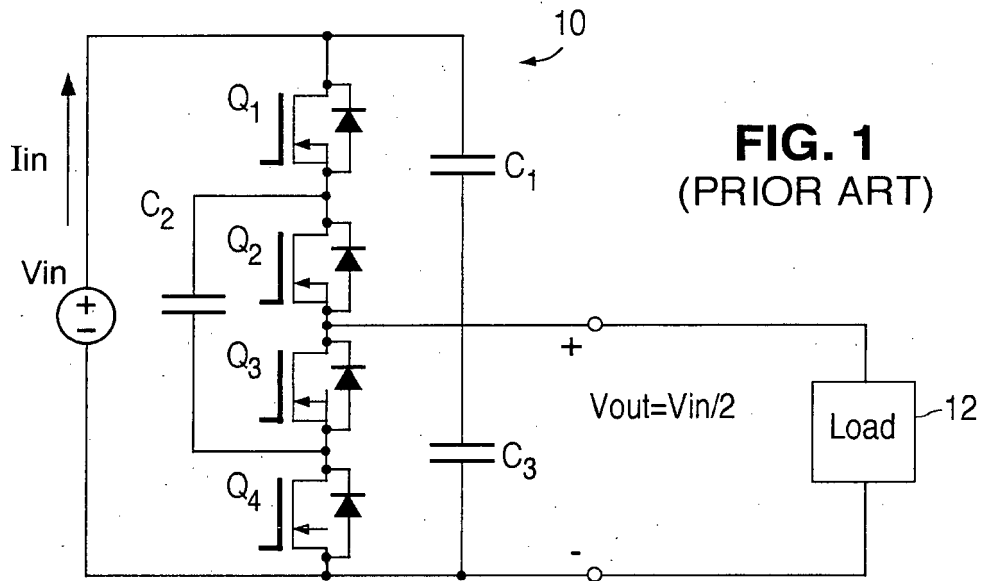 10
Q1
Iin
C1
FIG. 1
(PRIOR ART)
C2
Q2
Vin
+
-
+
Q3
Vout=Vin/2
Load
12
C3
Q4
-